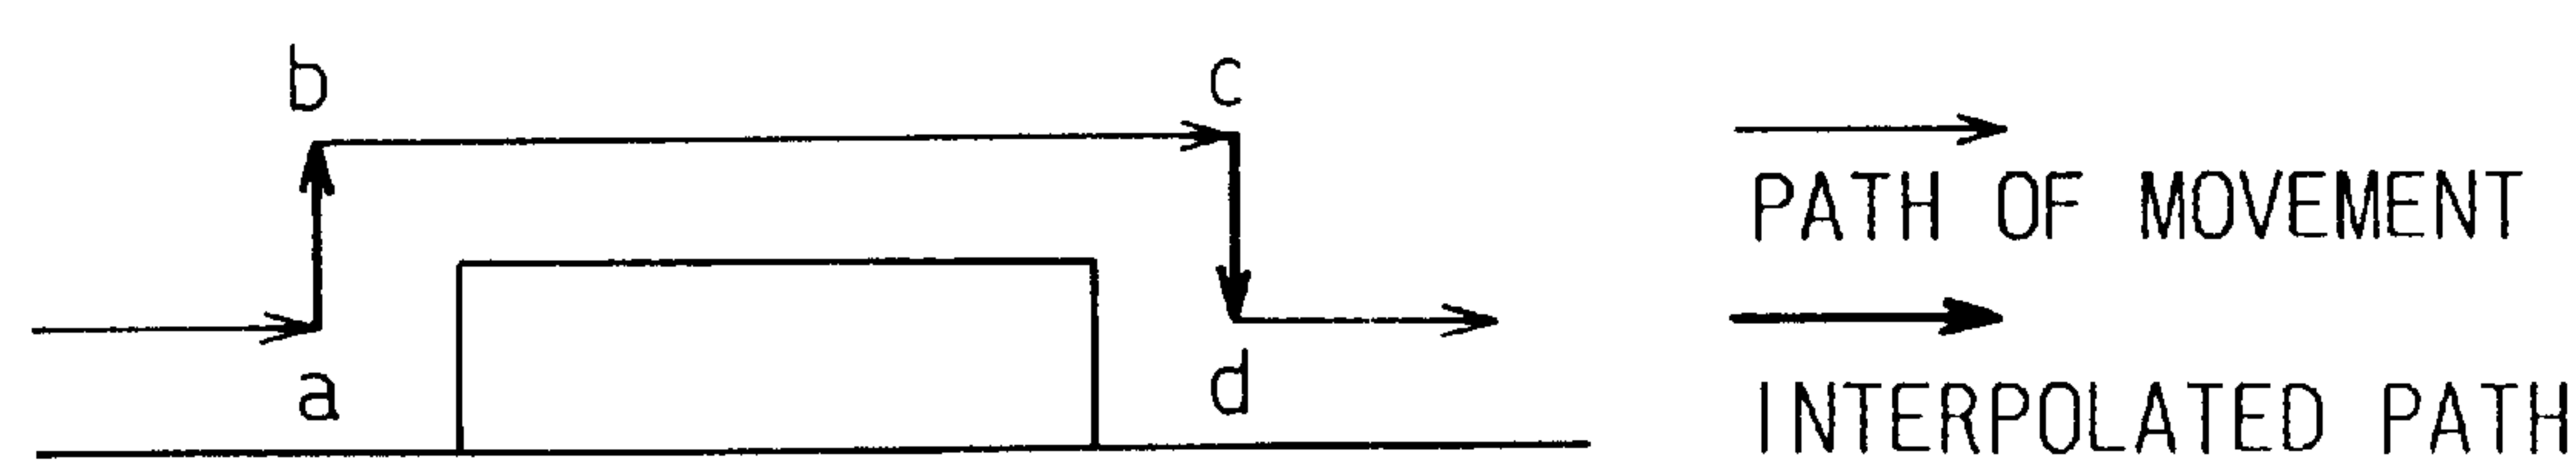 b
c
a
d
PATH OF MOVEMENT
INTERPOLATED PATH